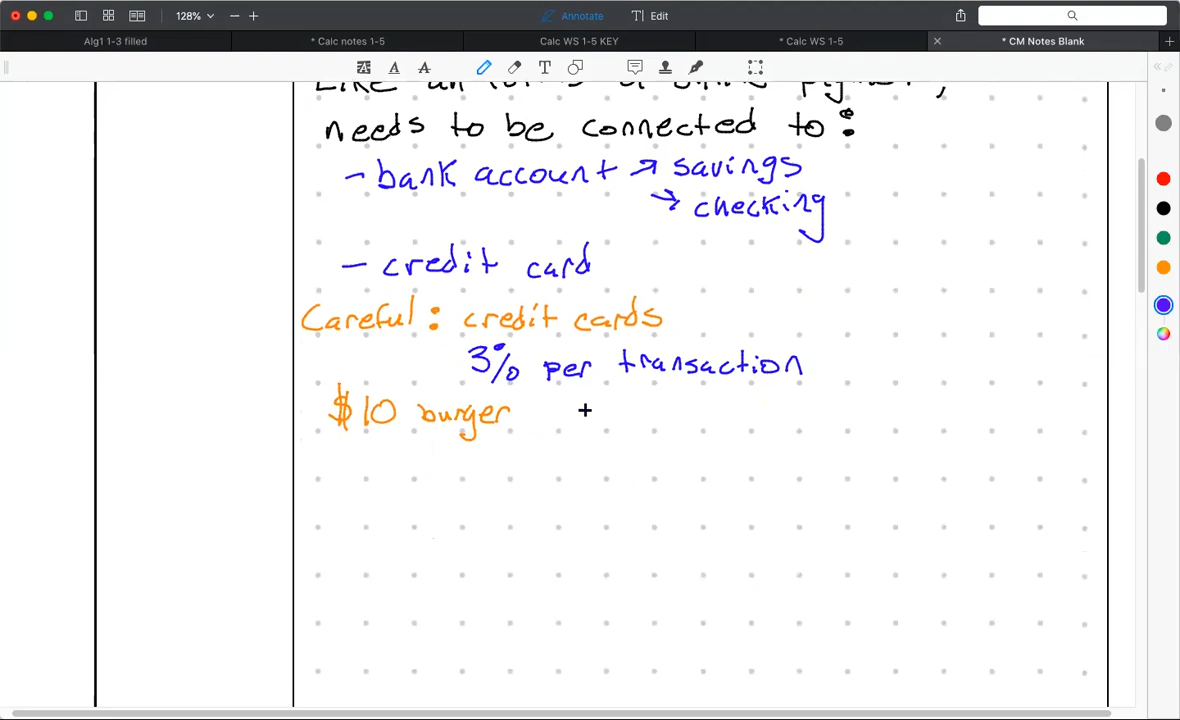 128%
Annotate
Edit
Alg1 1-3 filled
* Calc notes 1-5
Calc WS 1-5 KEY
* Calc WS 1-5
* CM Notes Blank
needs to be connected to :
- bank account → savings
→ checking
- credit card
Careful : credit cards
3% per transaction
$10 burger